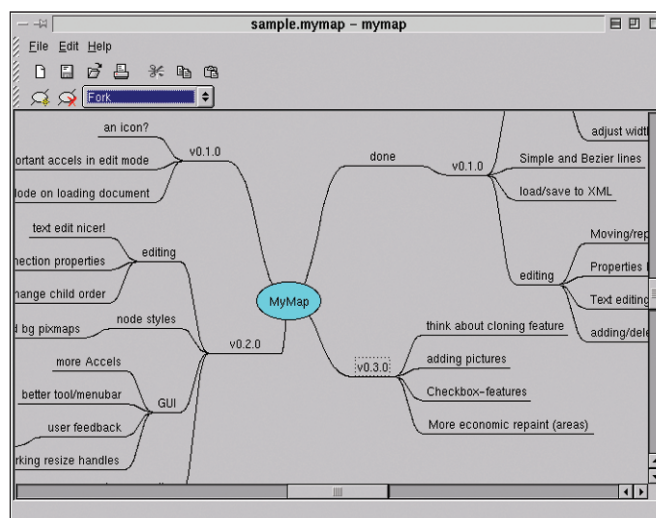 sample.mymap – mymap
File Edit Help
Fork
an icon?
ortant accels in edit mode
v0.1.0
lode on loading document
text edit nicer!
nection properties
editing
hange child order
node styles
d bg pixmaps
v0.2.0
more Accels
better tool/menubar
GUI
user feedback
rking resize handles
MyMap
done
v0.1.0
adjust width
Simple and Bezier lines
load/save to XML
editing
Moving/rep
Properties
Text editing
adding/dele
v0.3.0
think about cloning feature
adding pictures
Checkbox–features
More economic repaint (areas)